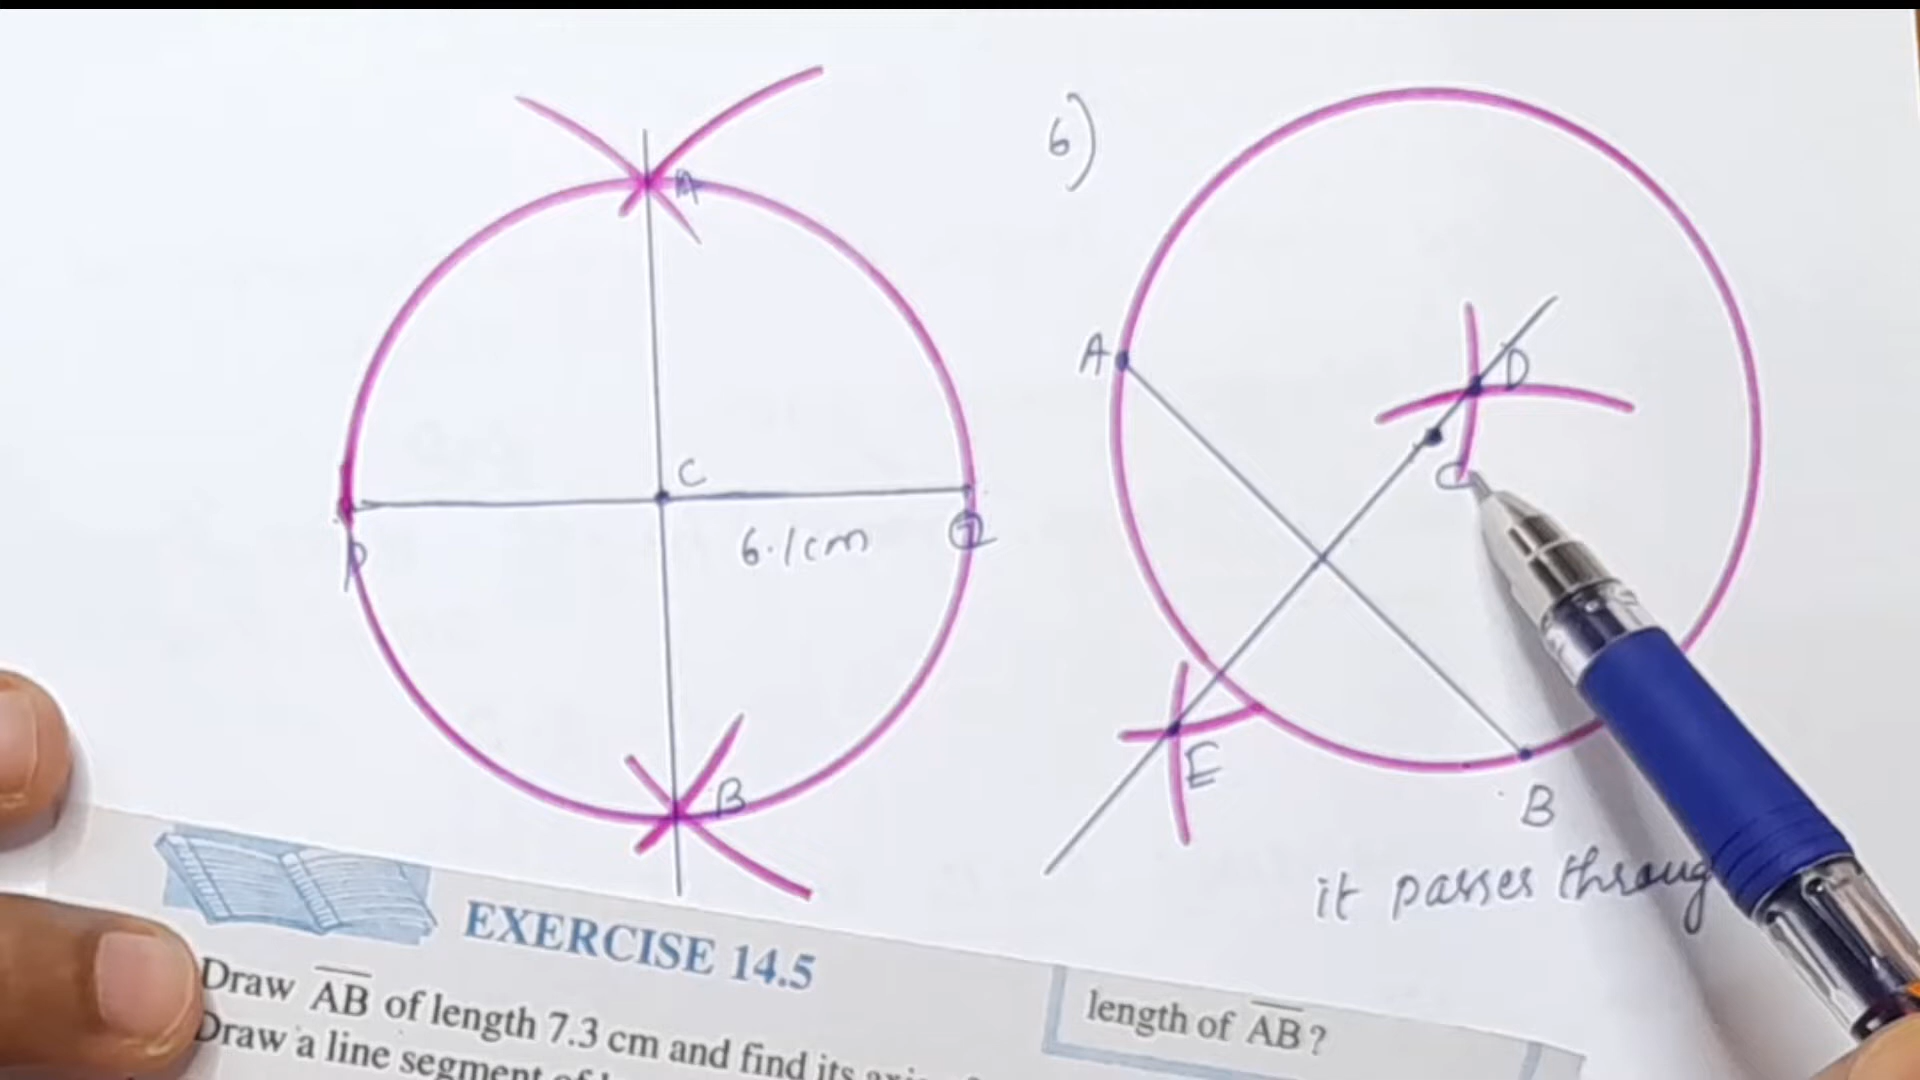 A
C
6.1cm
P
Q
B
6)
A
D
C
E
B
it passes throug
EXERCISE 14.5
Draw AB of length 7.3 cm and find its
Draw a line segment of
length of AB?